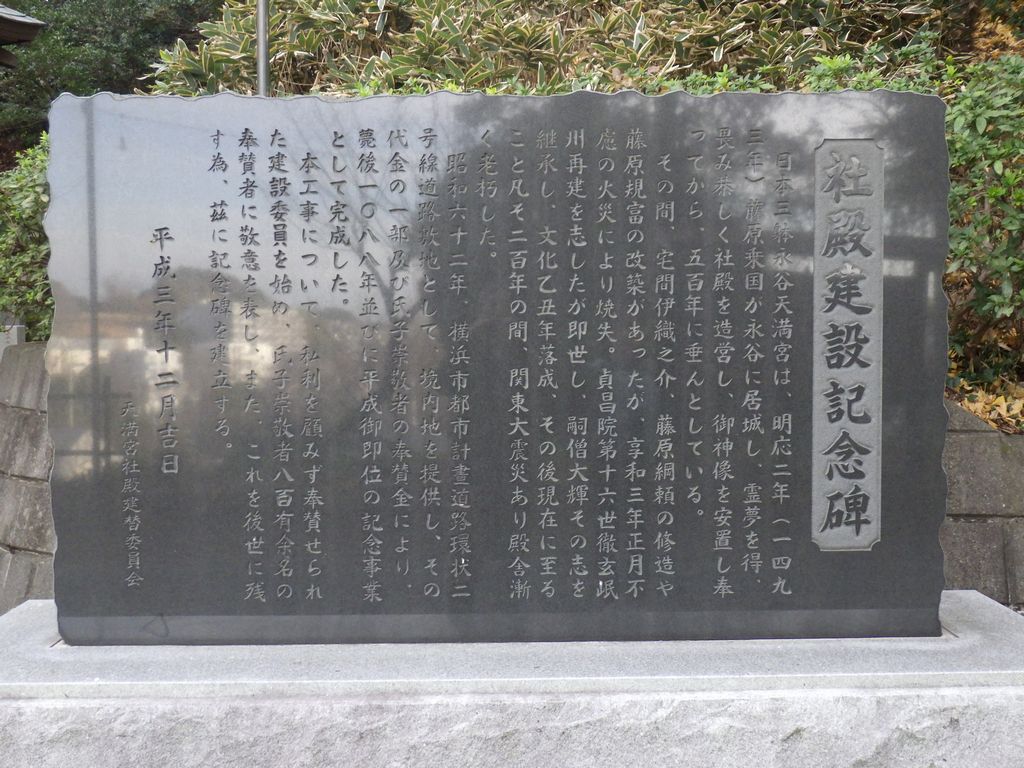 社殿建設記念碑
日本三躰永谷天満宮は、明応二年(一四九
三年)藤原乗国が永谷に居城し、霊夢を得、
畏み恭しく社殿を造営し、御神像を安置し奉
ってから、五百年に垂んとしている。
その間、宅間伊織之介、藤原綱頼の修造や
藤原規富の改築があったが、享和三年正月不
慮の火災により焼失。貞昌院第十六世徹玄岷
州再建を志したが即世し、嗣僧大輝その志を
継承し、文化乙丑年落成、その後現在に至る
こと凡そ二百年の間、関東大震災あり殿舎漸
く老朽した。
昭和六十二年、横浜市都市計畫道路環状二
号線道路敷地として、境内地を提供し、その
代金の一部及び氏子崇敬者の奉賛金により、
薨後一〇八八年並びに平成御即位の記念事業
として完成した。
本工事について、私利を顧みず奉賛せられ
た建設委員を始め、氏子崇敬者八百有余名の
奉賛者に敬意を表し、また、これを後世に残
す為、茲に記念碑を建立する。
平成三年十二月吉日
天満宮社殿建替委員会